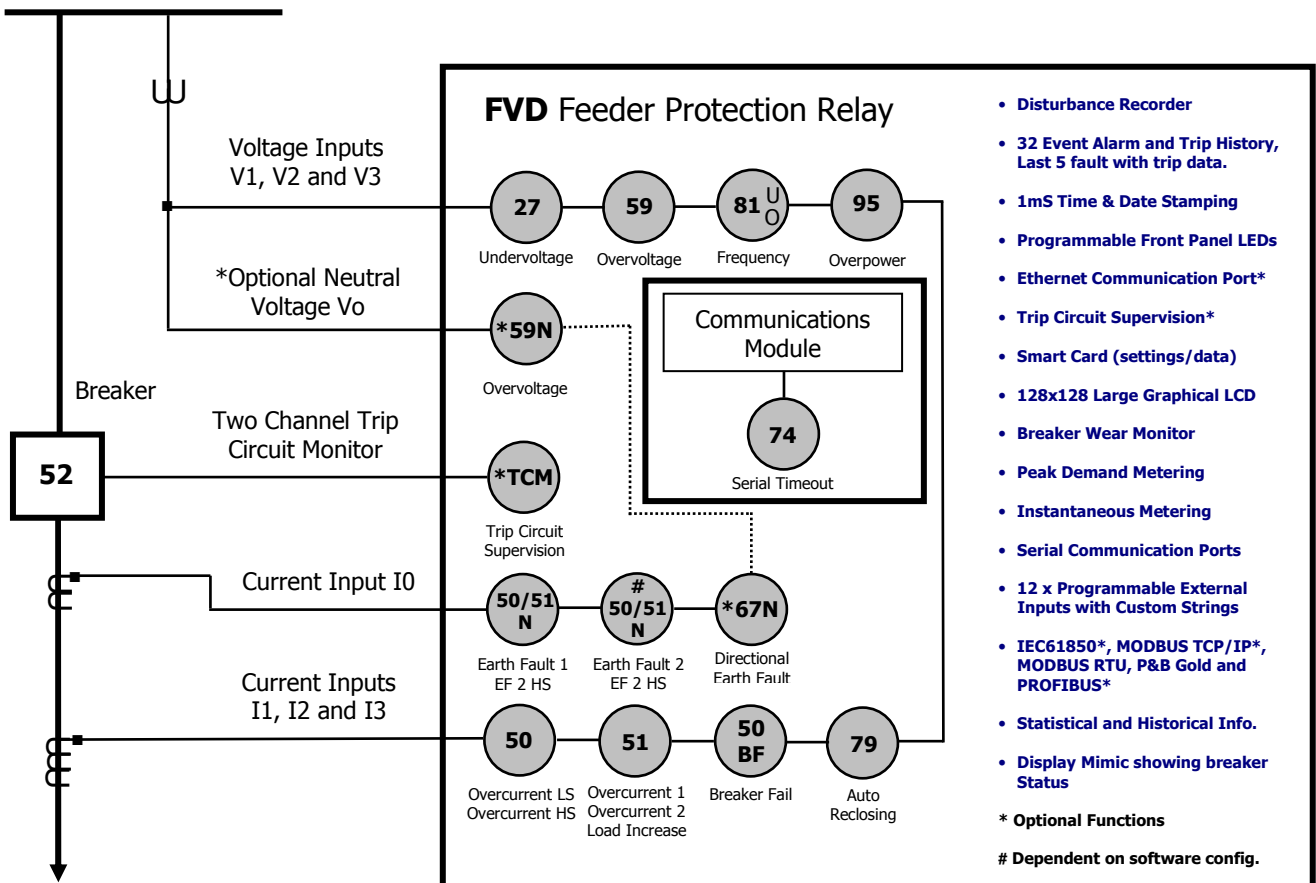 FVD Feeder Protection Relay
Voltage Inputs
V1, V2 and V3
27
59
81 U
O
95
Undervoltage
Overvoltage
Frequency
Overpower
*Optional Neutral
Voltage Vo
*59N
Overvoltage
Communications
Module
74
Serial Timeout
Breaker
52
Two Channel Trip
Circuit Monitor
*TCM
Trip Circuit
Supervision
Current Input I0
50/51
N
Earth Fault 1
EF 2 HS
#
50/51
N
Earth Fault 2
EF 2 HS
*67N
Directional
Earth Fault
Current Inputs
I1, I2 and I3
50
Overcurrent LS
Overcurrent HS
51
Overcurrent 1
Overcurrent 2
Load Increase
50
BF
Breaker Fail
79
Auto
Reclosing
• Disturbance Recorder
• 32 Event Alarm and Trip History,
Last 5 fault with trip data.
• 1mS Time & Date Stamping
• Programmable Front Panel LEDs
• Ethernet Communication Port*
• Trip Circuit Supervision*
• Smart Card (settings/data)
• 128x128 Large Graphical LCD
• Breaker Wear Monitor
• Peak Demand Metering
• Instantaneous Metering
• Serial Communication Ports
• 12 x Programmable External
Inputs with Custom Strings
• IEC61850*, MODBUS TCP/IP*,
MODBUS RTU, P&B Gold and
PROFIBUS*
• Statistical and Historical Info.
• Display Mimic showing breaker
Status
* Optional Functions
# Dependent on software config.